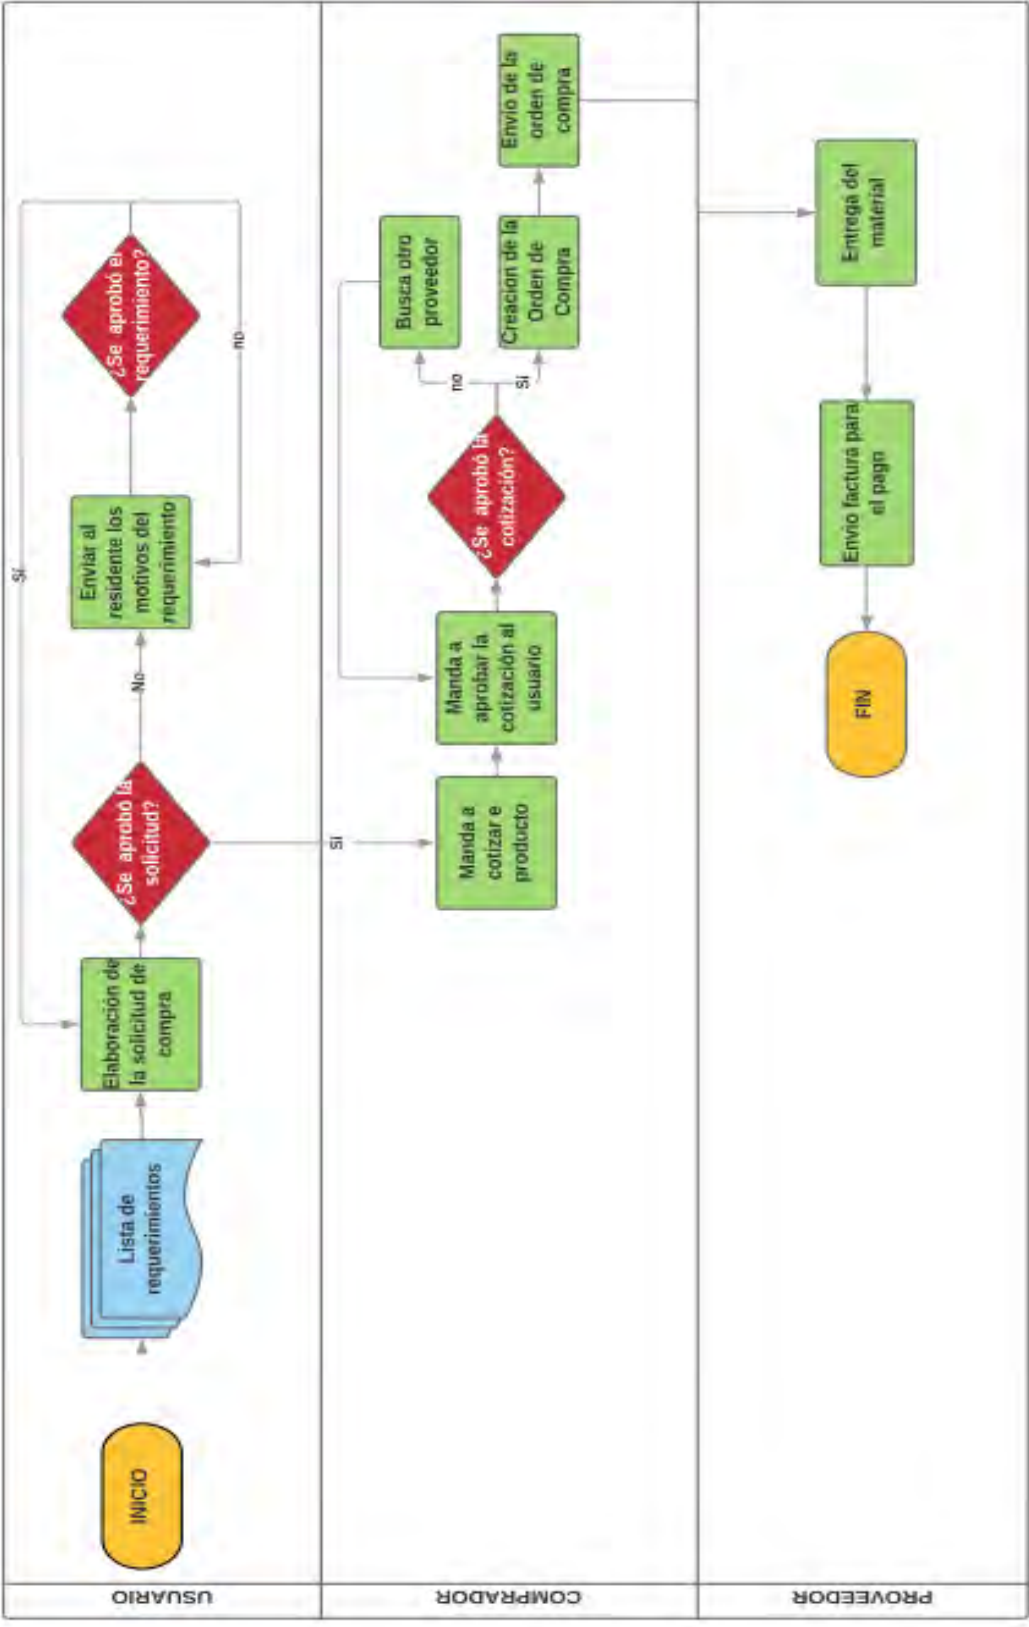 USUARIO
INICIO
Lista de
requerimientos
Elaboración de
la solicitud de
compra
¿Se aprobó la
solicitud?
No
Enviar al
residente los
motivos del
requerimiento
¿Se aprobó el
requerimiento?
no
Sí
COMPRADOR
Sí
Manda a
cotizar e
producto
Manda a
aprobar la
cotización al
usuario
¿Se aprobó la
cotización?
no
Sí
Busca otro
proveedor
Creación de la
Orden de
Compra
Envío de la
orden de
compra
PROVEEDOR
Entrega del
material
Envío factura para
el pago
FIN